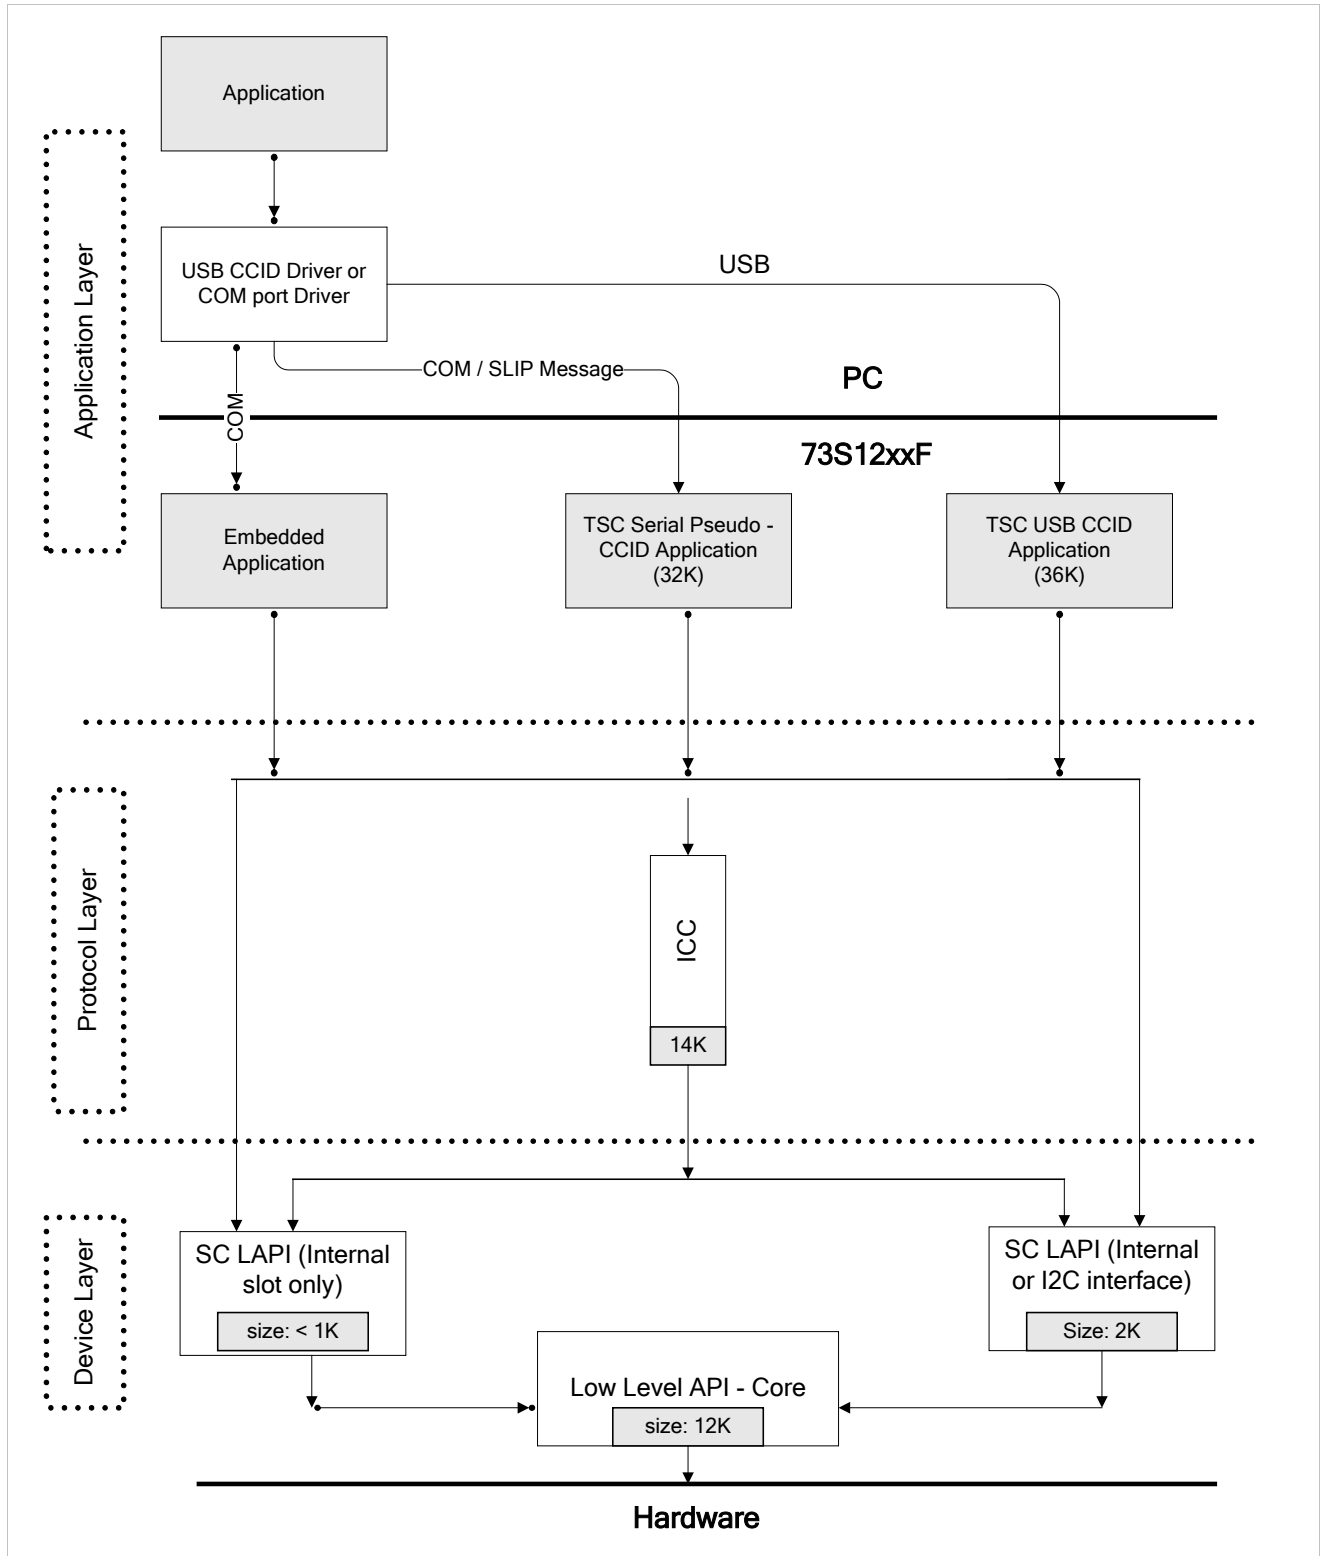 Application
Application Layer
USB CCID Driver or
COM port Driver
USB
COM / SLIP Message
PC
COM
73S12xxF
Embedded
Application
TSC Serial Pseudo -
CCID Application
(32K)
TSC USB CCID
Application
(36K)
Protocol Layer
ICC
14K
Device Layer
SC LAPI (Internal
slot only)
size: < 1K
SC LAPI (Internal
or I2C interface)
Size: 2K
Low Level API - Core
size: 12K
Hardware